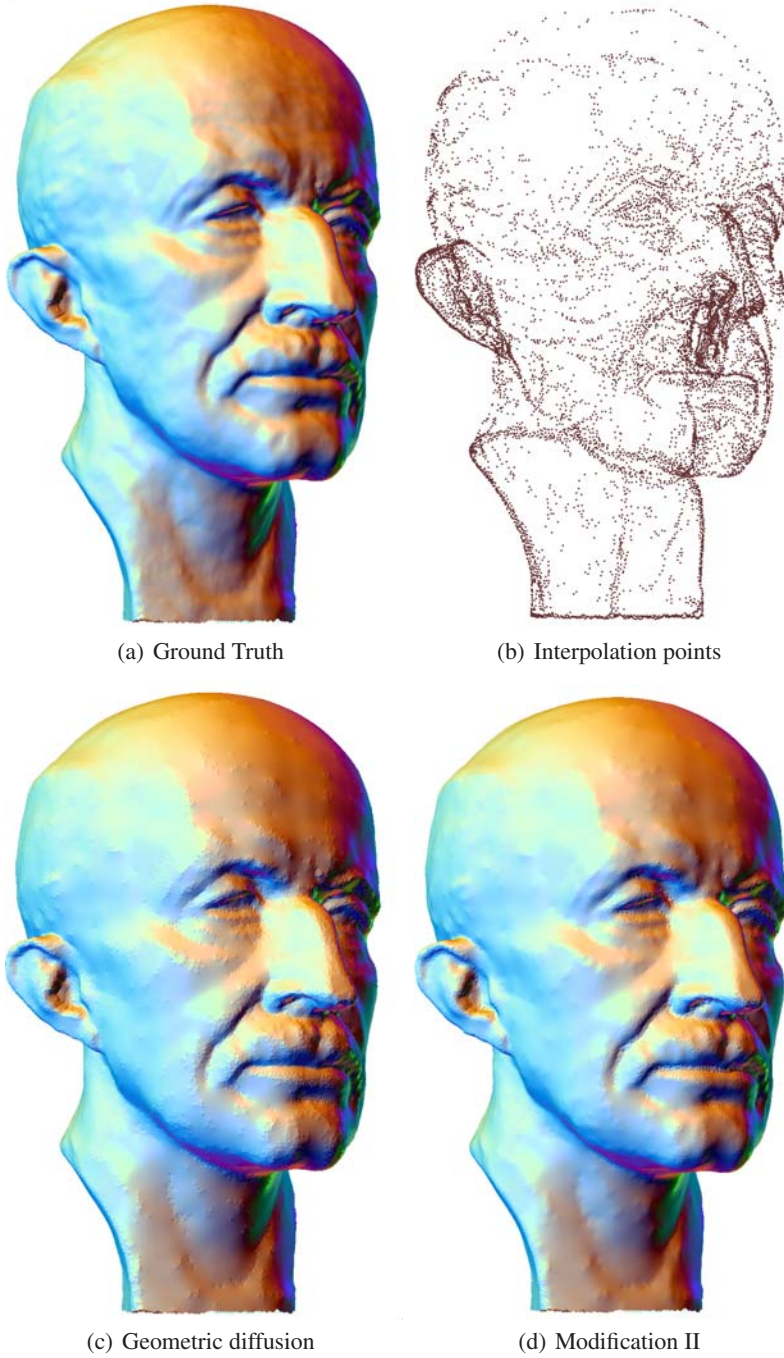 (a) Ground Truth
(b) Interpolation points
(c) Geometric diffusion
(d) Modification II